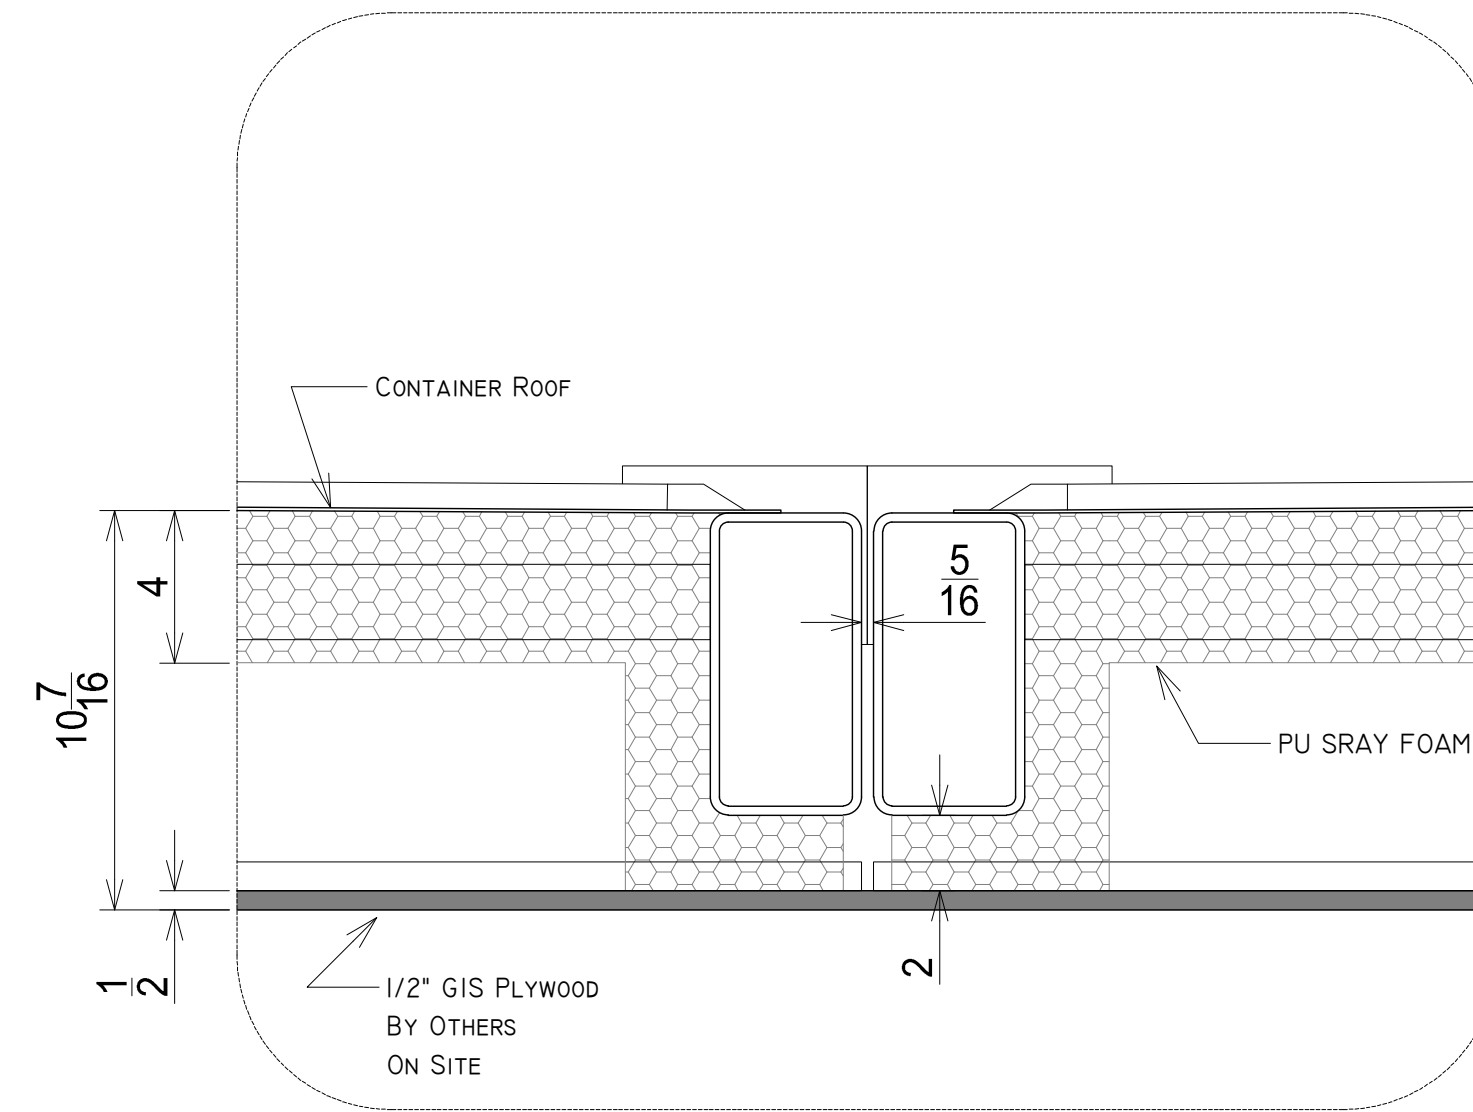 CONTAINER ROOF
5
16
4
10 7
16
PU SRAY FOAM
2
1
2
1/2" GIS PLYWOOD
BY OTHERS
ON SITE